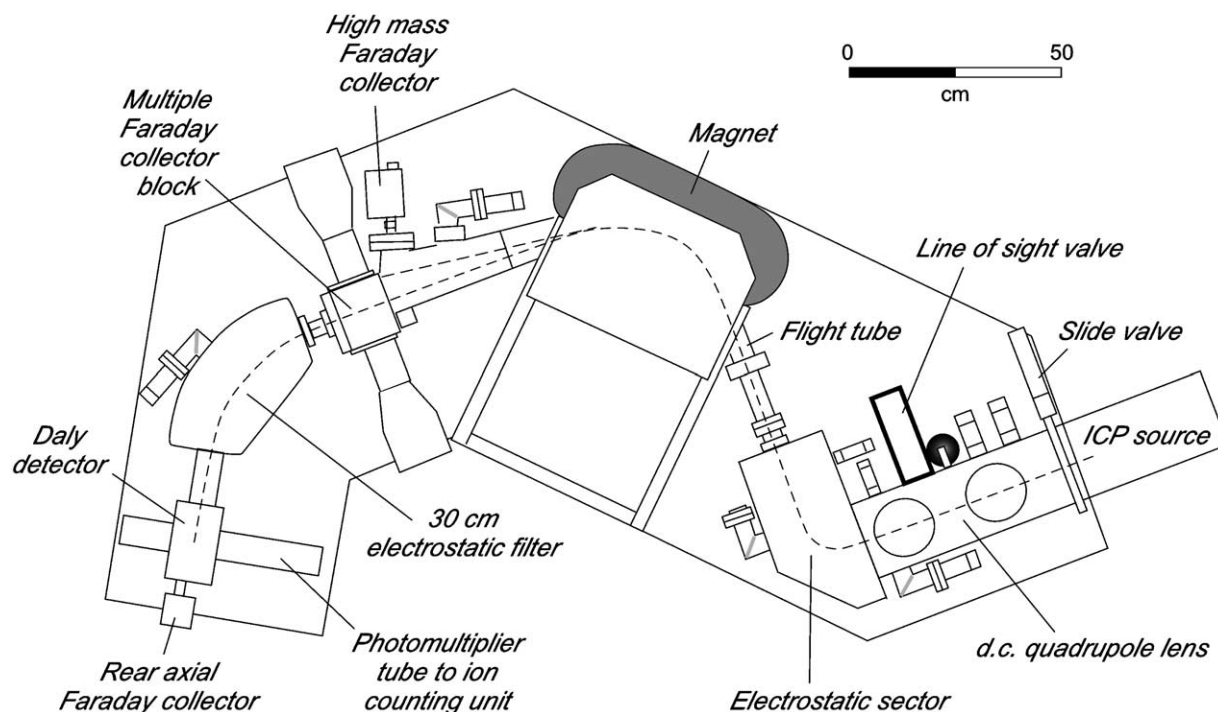 High mass
Faraday
collector
0 50
cm
Multiple
Faraday
collector
block
Magnet
Line of sight valve
Flight tube
Slide valve
ICP source
Daly
detector
30 cm
electrostatic filter
Rear axial
Faraday collector
Photomultiplier
tube to ion
counting unit
d.c. quadrupole lens
Electrostatic sector